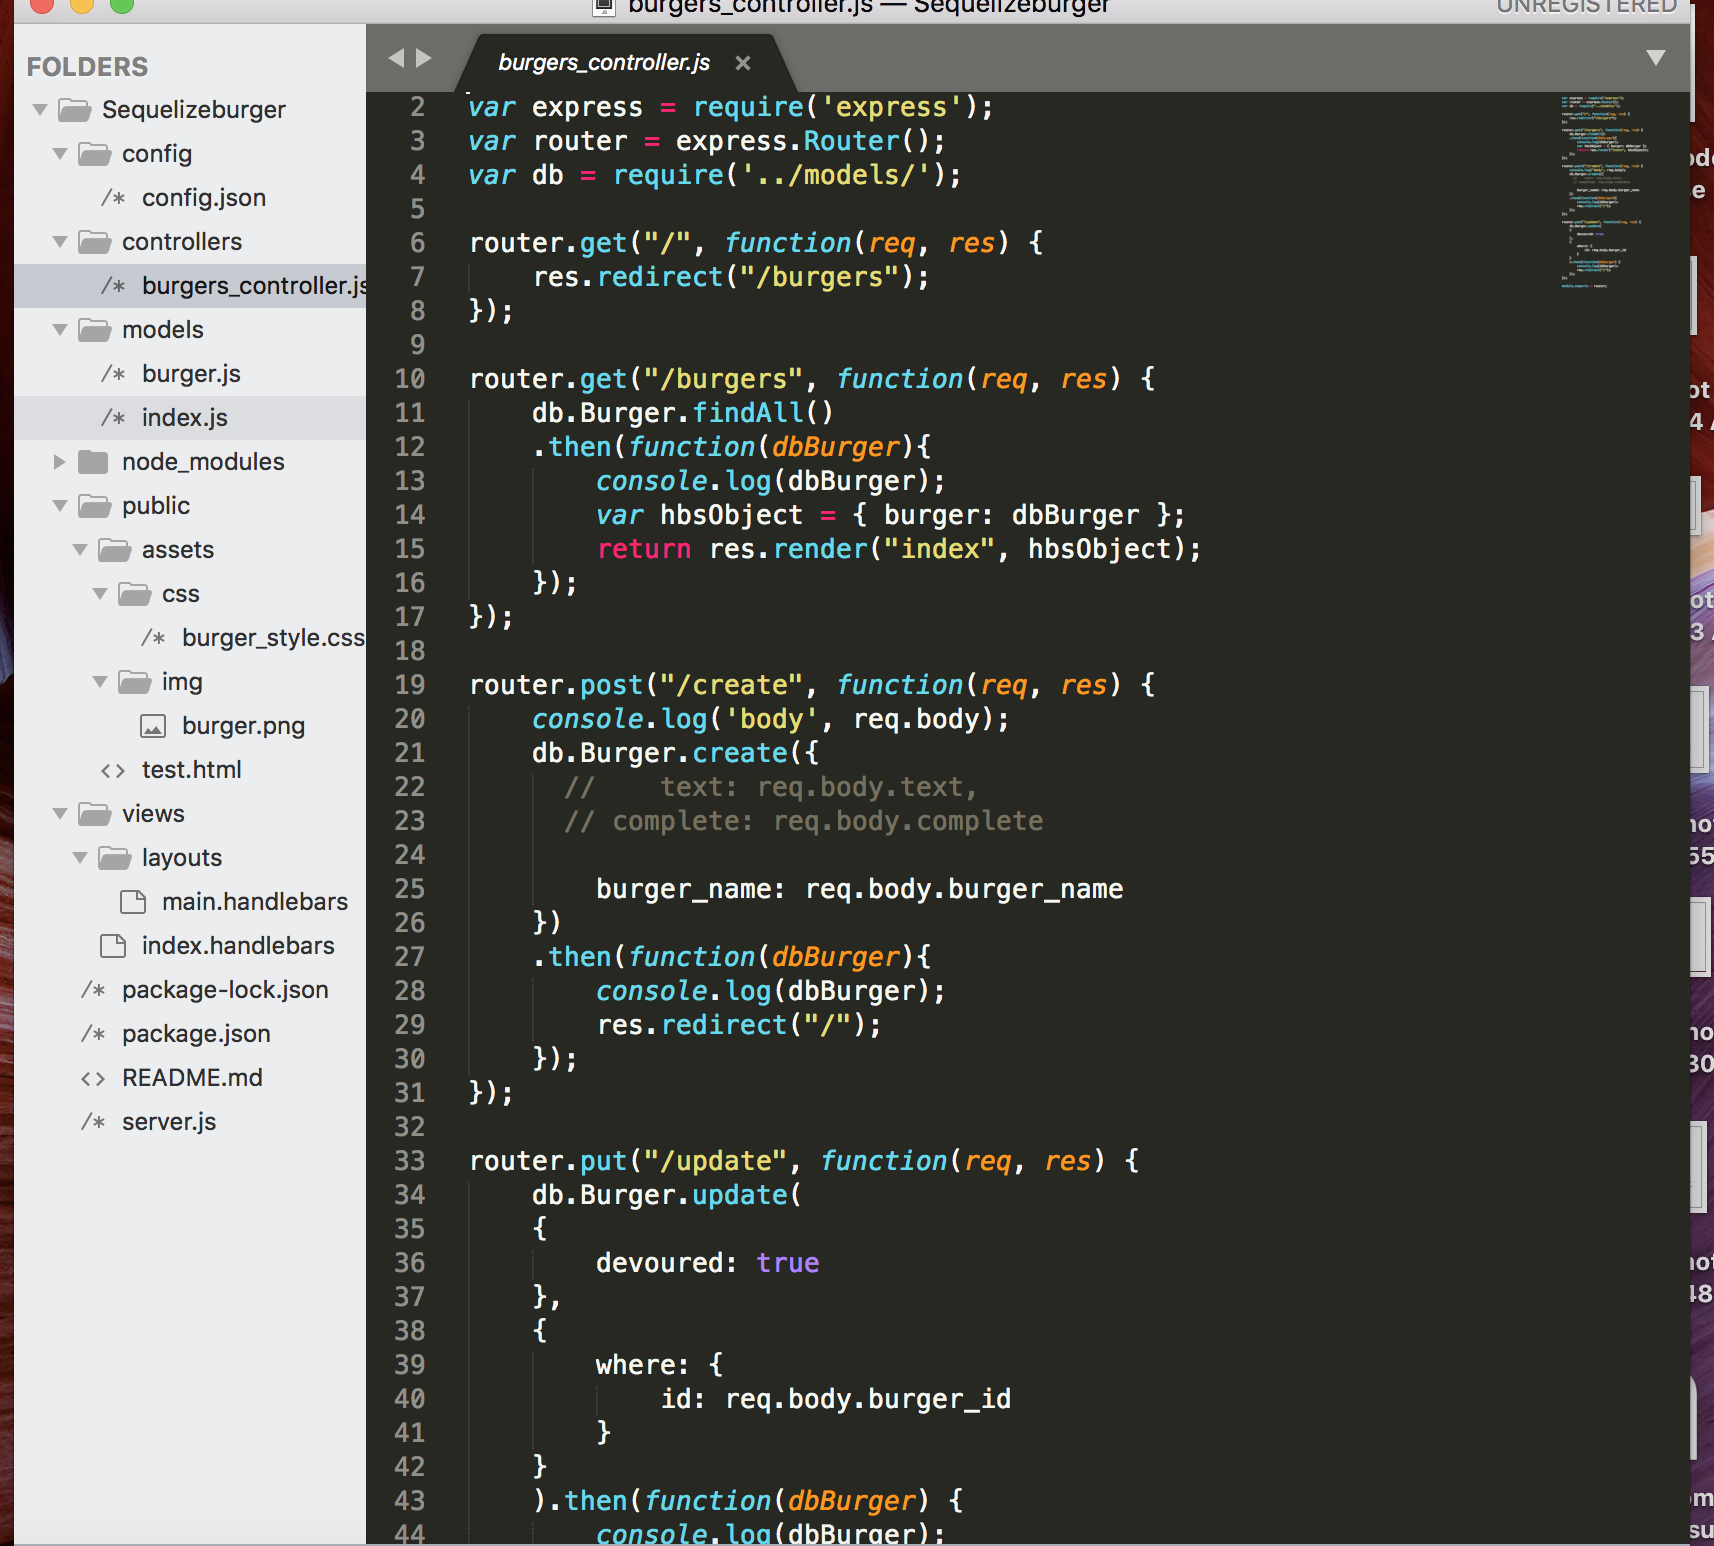 burgers_controller.js — Sequelizeburger
UNREGISTERED
FOLDERS
Sequelizeburger
config
/* config.json
controllers
/* burgers_controller.js
models
/* burger.js
/* index.js
node_modules
public
assets
css
/* burger_style.css
img
burger.png
<> test.html
views
layouts
main.handlebars
index.handlebars
/* package-lock.json
/* package.json
<> README.md
/* server.js
burgers_controller.js ×
2 var express = require('express');
3 var router = express.Router();
4 var db = require('../models/');
5
6 router.get("/", function(req, res) {
7     res.redirect("/burgers");
8 });
9
10 router.get("/burgers", function(req, res) {
11     db.Burger.findAll()
12     .then(function(dbBurger){
13         console.log(dbBurger);
14         var hbsObject = { burger: dbBurger };
15         return res.render("index", hbsObject);
16     });
17 });
18
19 router.post("/create", function(req, res) {
20     console.log('body', req.body);
21     db.Burger.create({
22       //    text: req.body.text,
23       // complete: req.body.complete
24
25         burger_name: req.body.burger_name
26     })
27     .then(function(dbBurger){
28         console.log(dbBurger);
29         res.redirect("/");
30     });
31 });
32
33 router.put("/update", function(req, res) {
34     db.Burger.update(
35     {
36         devoured: true
37     },
38     {
39         where: {
40             id: req.body.burger_id
41         }
42     }
43     ).then(function(dbBurger) {
44         console.log(dbBurger);